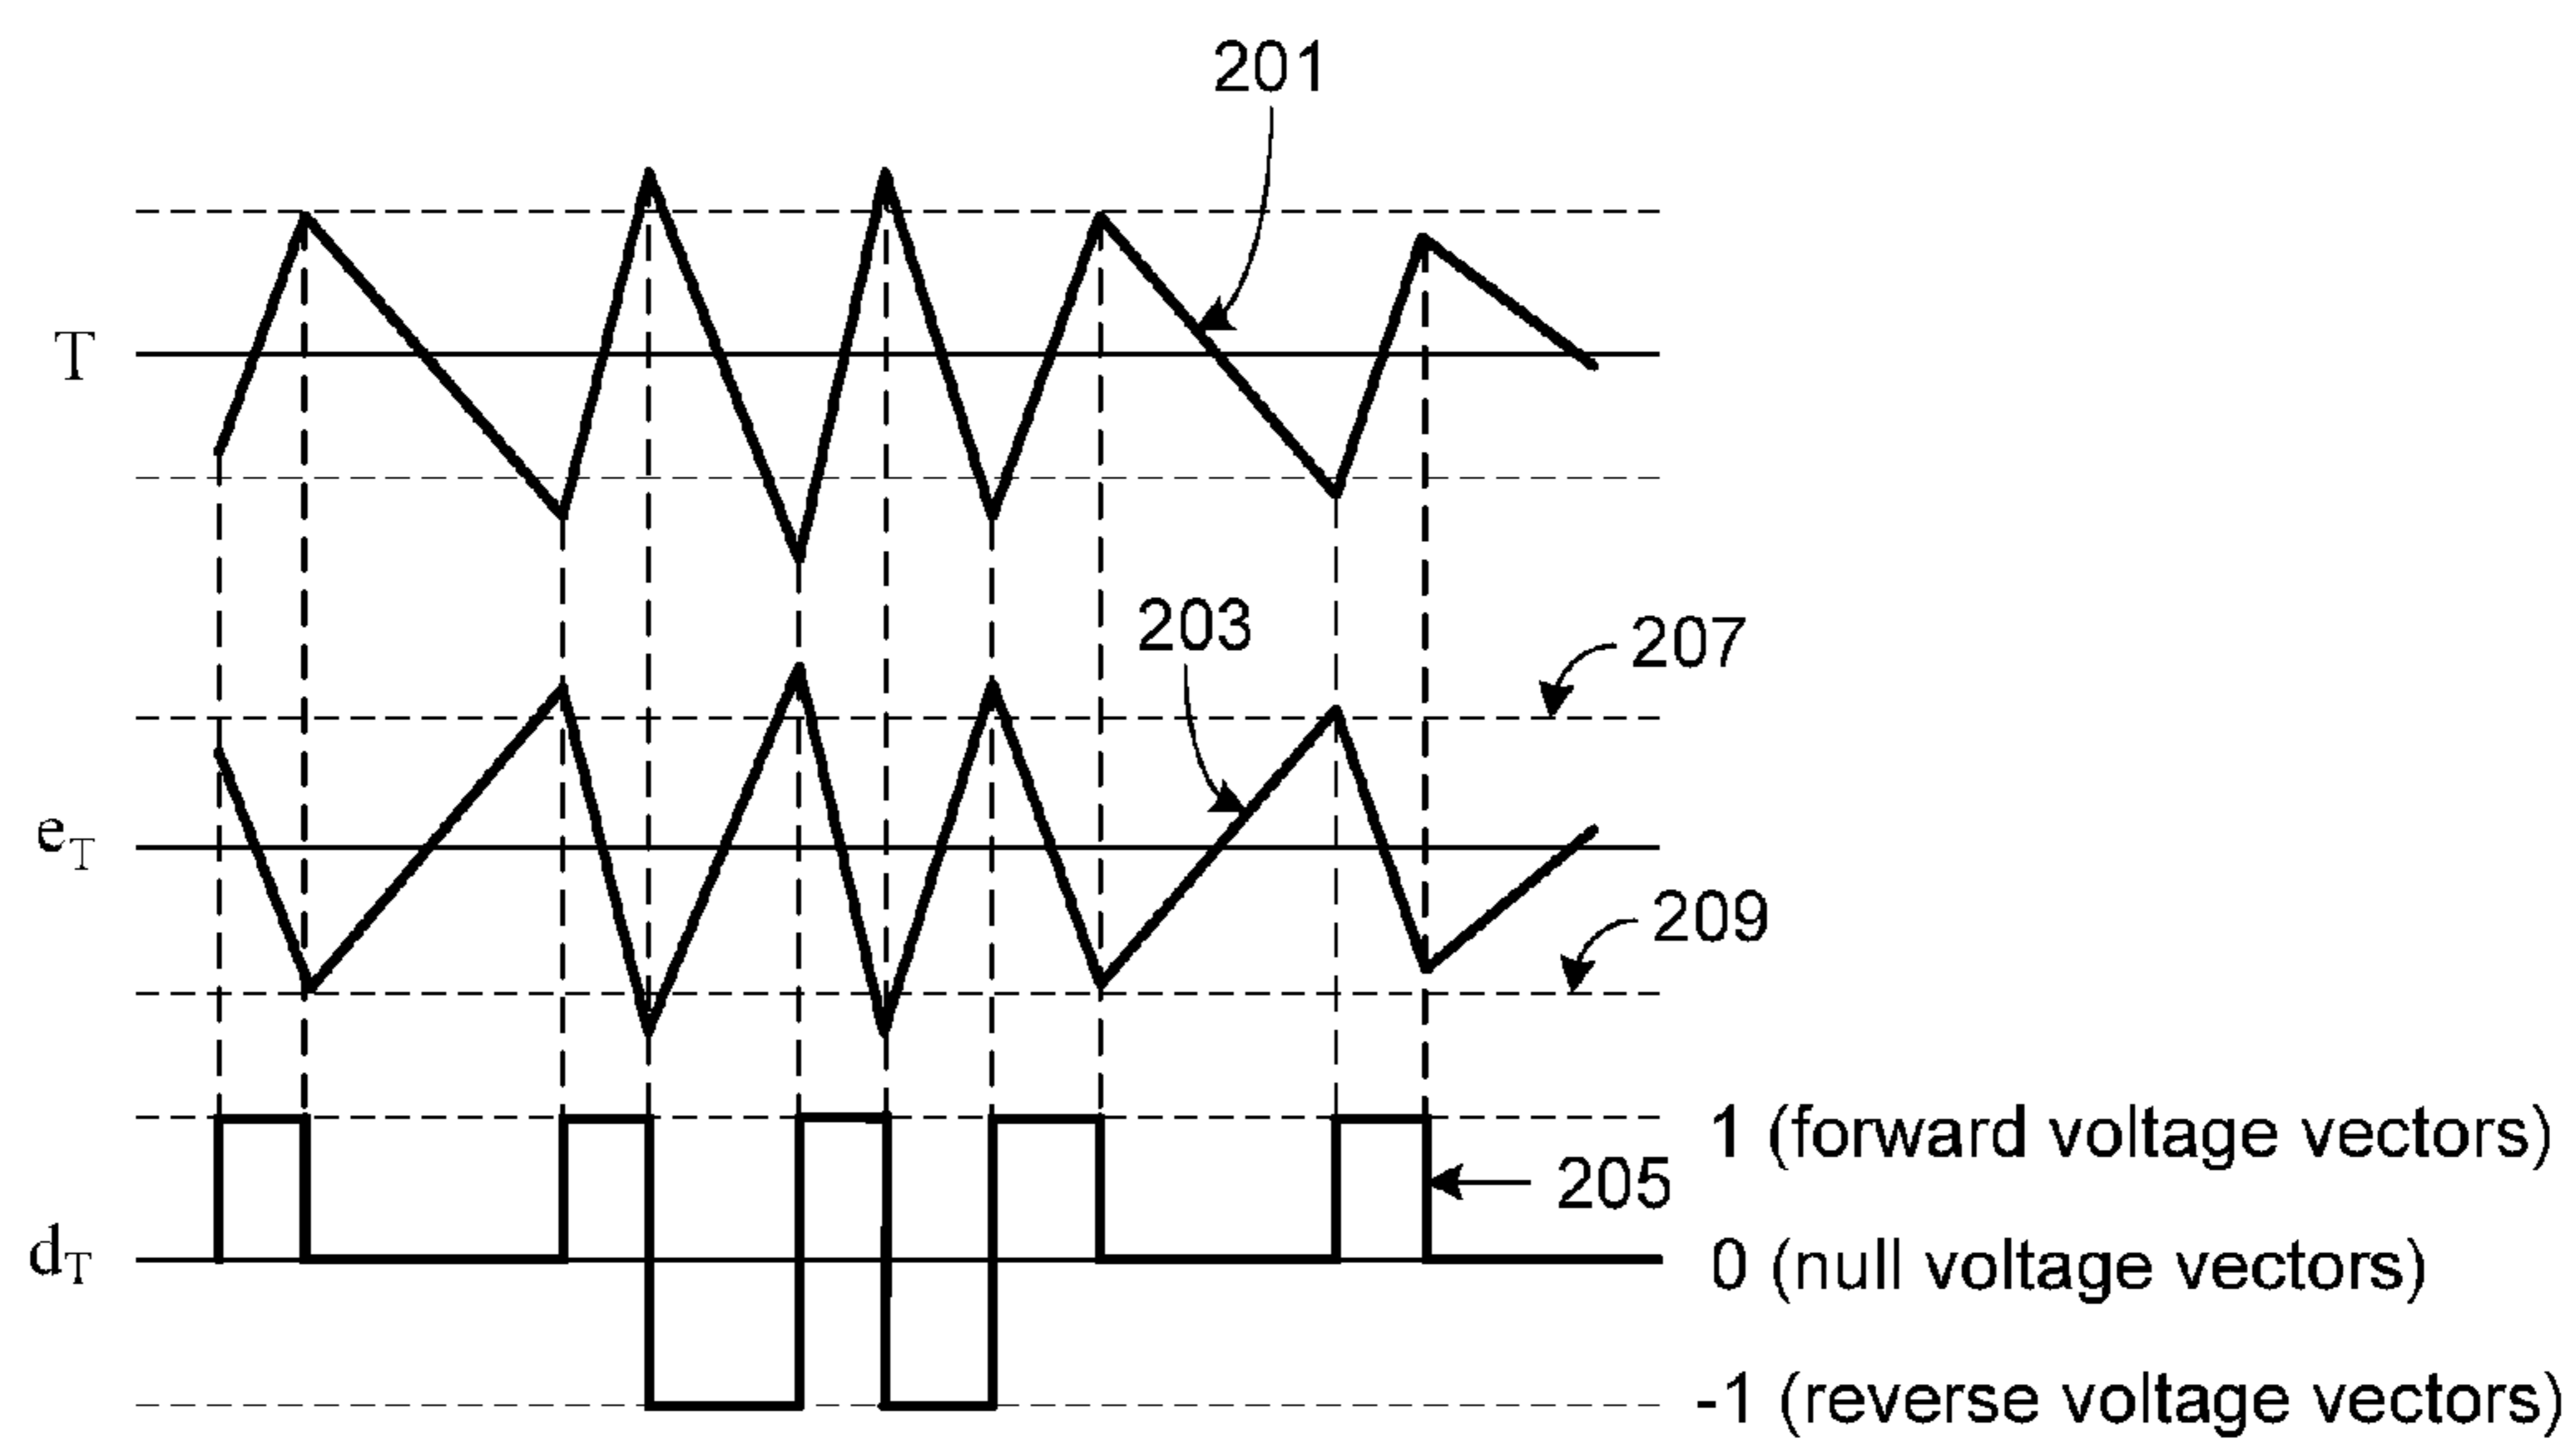 201
T
203
207
e_T
209
1 (forward voltage vectors)
205
d_T
0 (null voltage vectors)
-1 (reverse voltage vectors)